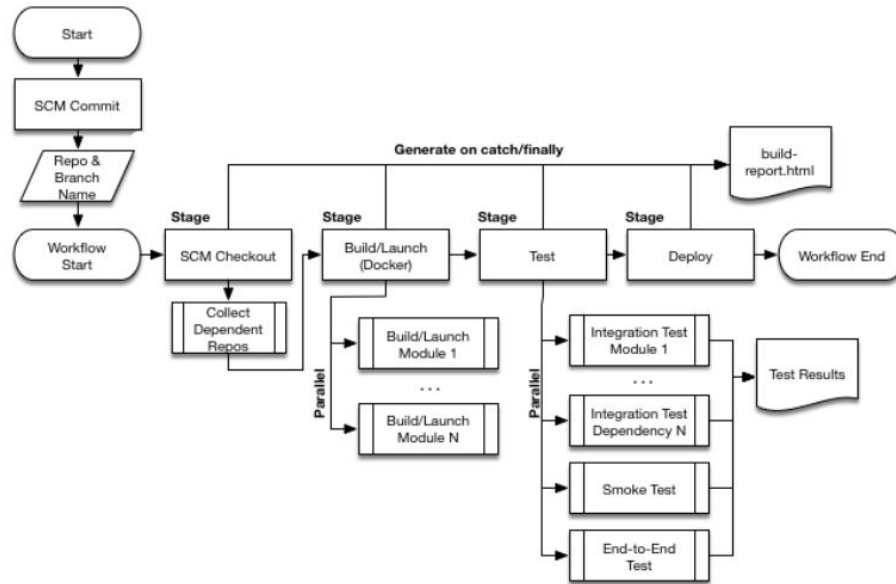 Start
SCM Commit
Repo &
Branch
Name
Workflow
Start
Generate on catch/finally
build-
report.html
Stage
SCM Checkout
Collect
Dependent
Repos
Stage
Build/Launch
(Docker)
Parallel
Build/Launch
Module 1
...
Build/Launch
Module N
Stage
Test
Parallel
Integration Test
Module 1
...
Integration Test
Dependency N
Smoke Test
End-to-End
Test
Test Results
Stage
Deploy
Workflow End